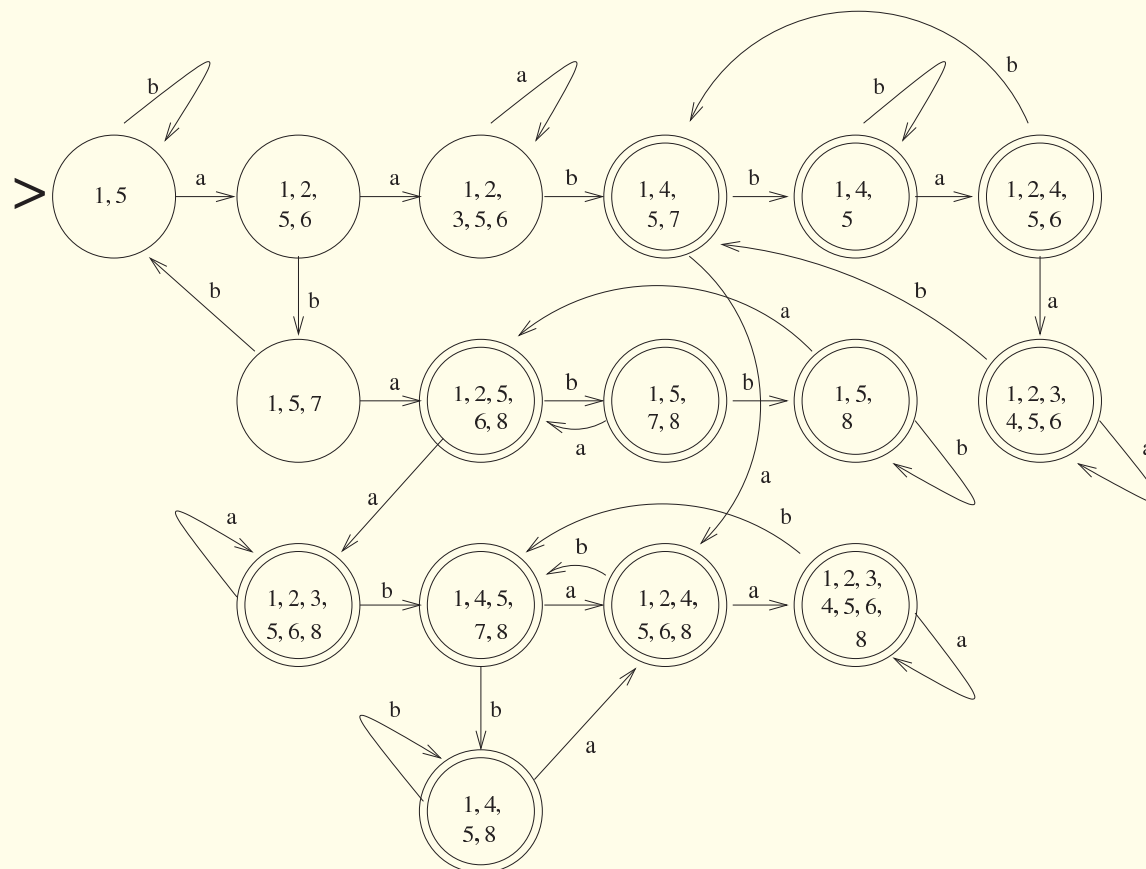 b
a
b
b
>
1, 5
a
1, 2,
5, 6
a
1, 2
3, 5, 6
b
1, 4,
5, 7
b
1, 4,
5
a
1, 2, 4,
5, 6
b
b
b
a
a
1, 5, 7
a
1, 2, 5,
6, 8
b
a
1, 5,
7, 8
b
1, 5,
8
b
1, 2, 3,
4, 5, 6
a
a
a
a
b
1, 2, 3,
5, 6, 8
b
1, 4, 5,
7, 8
b
a
1, 2, 4,
5, 6, 8
a
1, 2, 3,
4, 5, 6,
8
a
b
b
a
1, 4,
5, 8